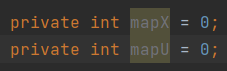 private int mapX = 0;
private int mapU = 0;